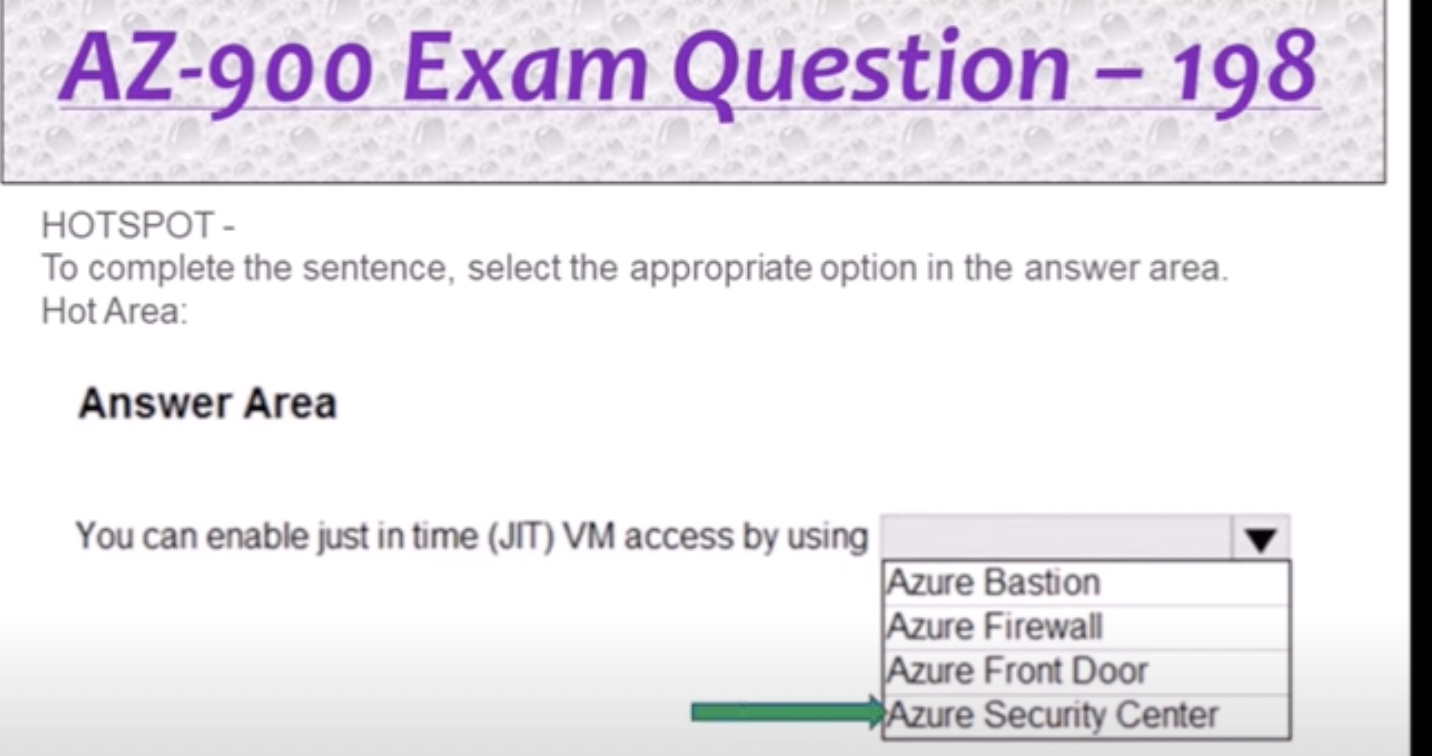 AZ-900 Exam Question – 198
HOTSPOT -
To complete the sentence, select the appropriate option in the answer area.
Hot Area:
Answer Area
You can enable just in time (JIT) VM access by using
Azure Bastion
Azure Firewall
Azure Front Door
Azure Security Center